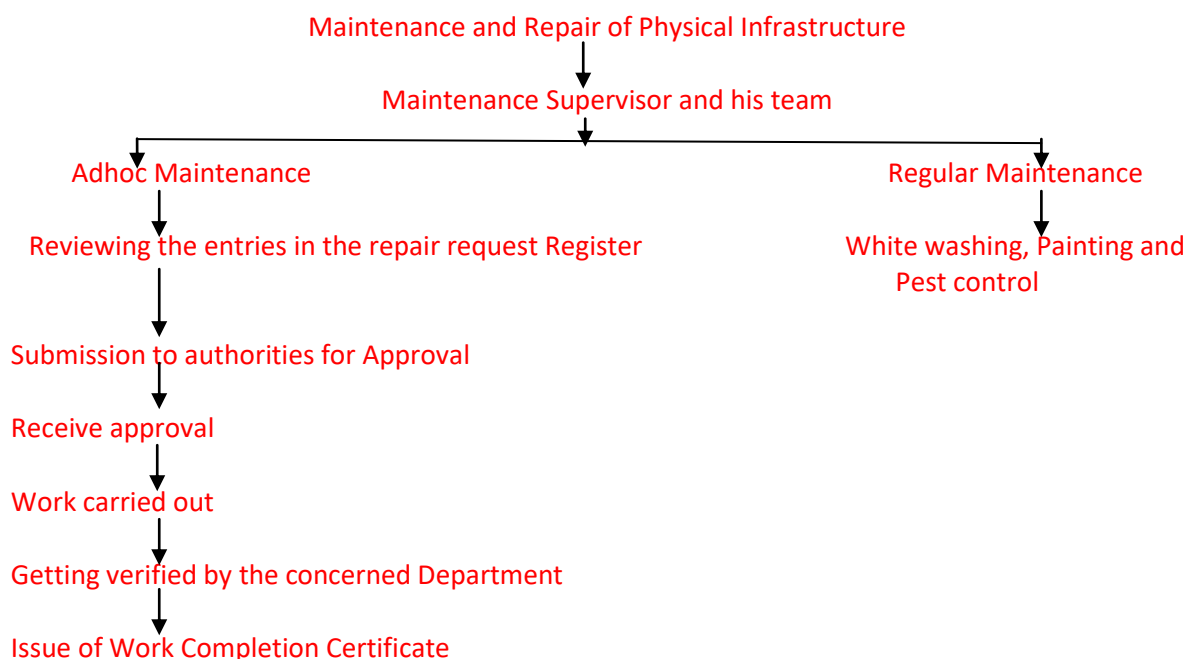 Maintenance and Repair of Physical Infrastructure
Maintenance Supervisor and his team
Adhoc Maintenance
Regular Maintenance
Reviewing the entries in the repair request Register
White washing, Painting and
Pest control
Submission to authorities for Approval
Receive approval
Work carried out
Getting verified by the concerned Department
Issue of Work Completion Certificate